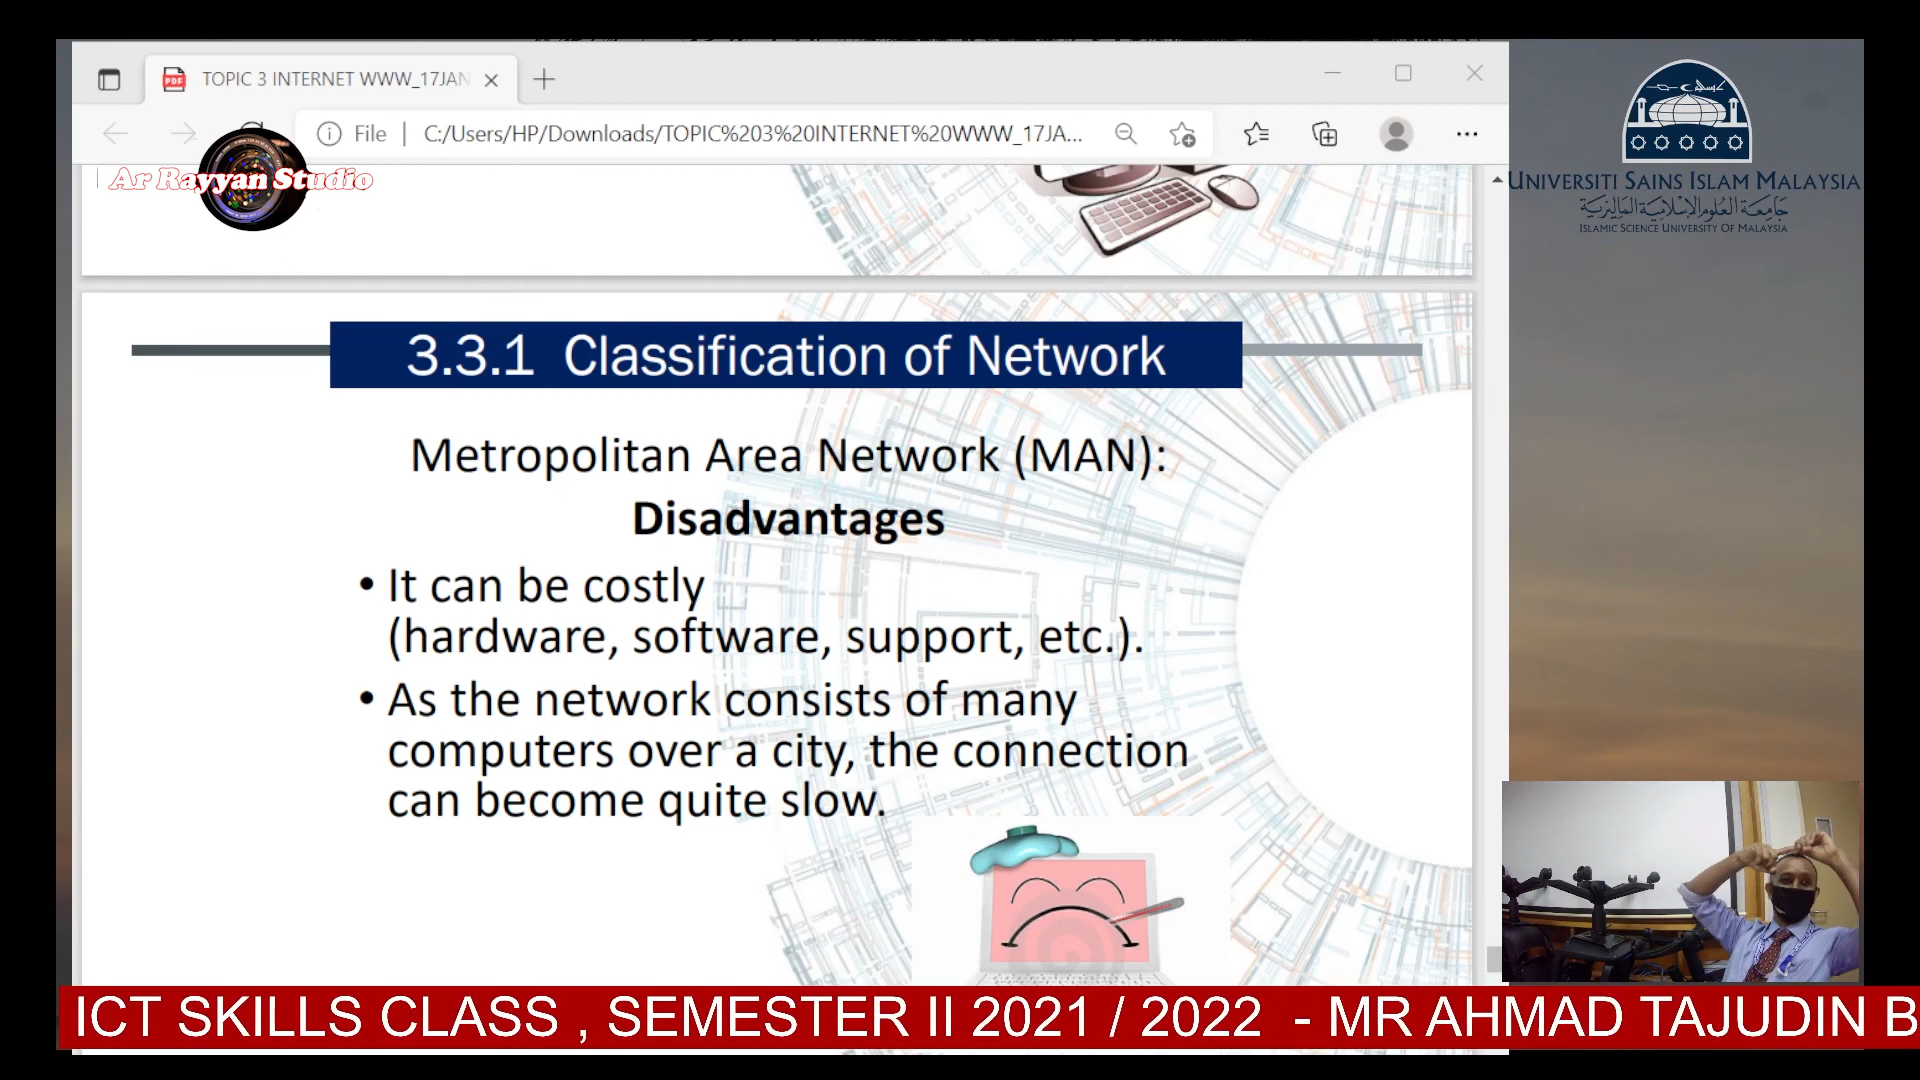 TOPIC 3 INTERNET WWW_17JAN
File
C:/Users/HP/Downloads/TOPIC%203%20INTERNET%20WWW_17JA...
Ar Rayyan Studio
UNIVERSITI SAINS ISLAM MALAYSIA
جامعة العلوم الإسلامية الماليزية
ISLAMIC SCIENCE UNIVERSITY OF MALAYSIA
3.3.1 Classification of Network
Metropolitan Area Network (MAN):
Disadvantages
• It can be costly
(hardware, software, support, etc.).
• As the network consists of many
computers over a city, the connection
can become quite slow.
ICT SKILLS CLASS , SEMESTER II 2021 / 2022 - MR AHMAD TAJUDIN B